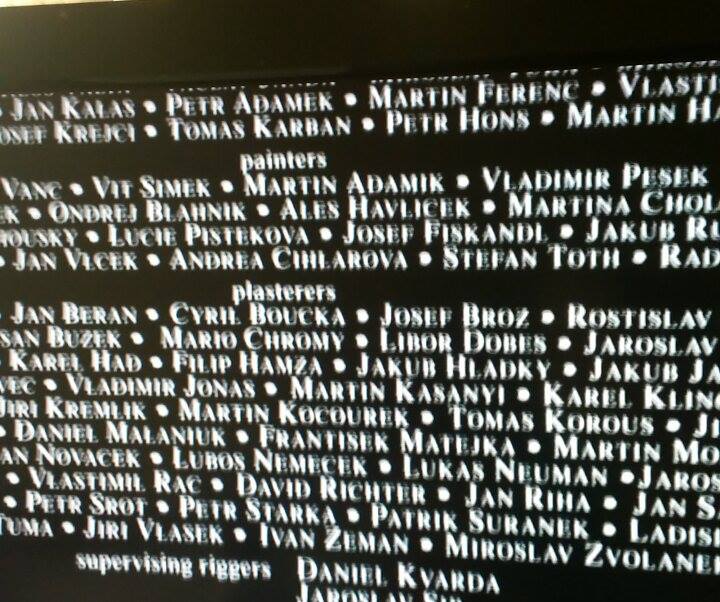 JAN KALAS • PETR ADAMEK • MARTIN FERENC •
KREJCI • TOMAS KARBAN • PETR HONS • MARTIN
painters
VANC • VIT SIMEK • MARTIN ADAMIK • VLADIMIR PESEK
• ONDREJ BLAHNIK • ALES HAVLICEK • MARTINA
• LUCIE PISTEKOVA • JOSEF FISKANDL • JAKUB
• JAN VLCEK • ANDREA CIHLAROVA • STEFAN TOTH •
plasterers
JAN BERAN • CYRIL BOUCKA • JOSEF BROZ • ROSTISLAV
BUZEK • MARIO CHROMY • LIBOR DOBES • JAROSLAV
• KAREL HAD • FILIP HAMZA • JAKUB HLADKY • JAKUB
• VLADIMIR JONAS • MARTIN KASANYI • KAREL
JIRI KREMLIK • MARTIN KOCOUREK • TOMAS KOROUS •
• DANIEL MALANIUK • FRANTISEK MATEJKA • MARTIN
NOVACEK • LUBOS NEMECEK • LUKAS NEUMAN •
• VLASTIMIL RAC • DAVID RICHTER • JAN RIHA • JAN
• PETR SROT • PETR STARKA • PATRIK SURANEK •
TUMA • JIRI VLASEK • IVAN ZEMAN • MIROSLAV
supervising riggers DANIEL KVARDA